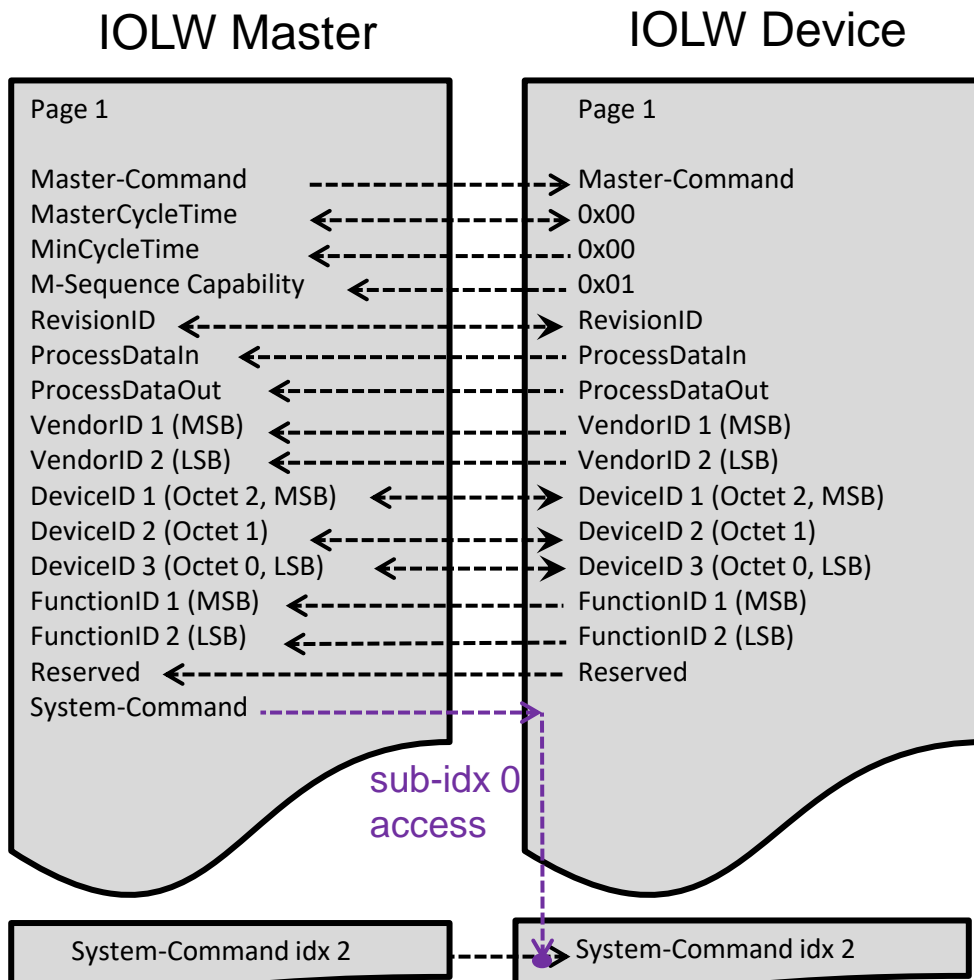 IOLW Master
IOLW Device
Page 1
Page 1
Master-Command
Master-Command
MasterCycleTime
0x00
MinCycleTime
0x00
M-Sequence Capability
0x01
RevisionID
RevisionID
ProcessDataIn
ProcessDataIn
ProcessDataOut
ProcessDataOut
VendorID 1 (MSB)
VendorID 1 (MSB)
VendorID 2 (LSB)
VendorID 2 (LSB)
DeviceID 1 (Octet 2, MSB)
DeviceID 1 (Octet 2, MSB)
DeviceID 2 (Octet 1)
DeviceID 2 (Octet 1)
DeviceID 3 (Octet 0, LSB)
DeviceID 3 (Octet 0, LSB)
FunctionID 1 (MSB)
FunctionID 1 (MSB)
FunctionID 2 (LSB)
FunctionID 2 (LSB)
Reserved
Reserved
System-Command
sub-idx 0
access
System-Command idx 2
System-Command idx 2